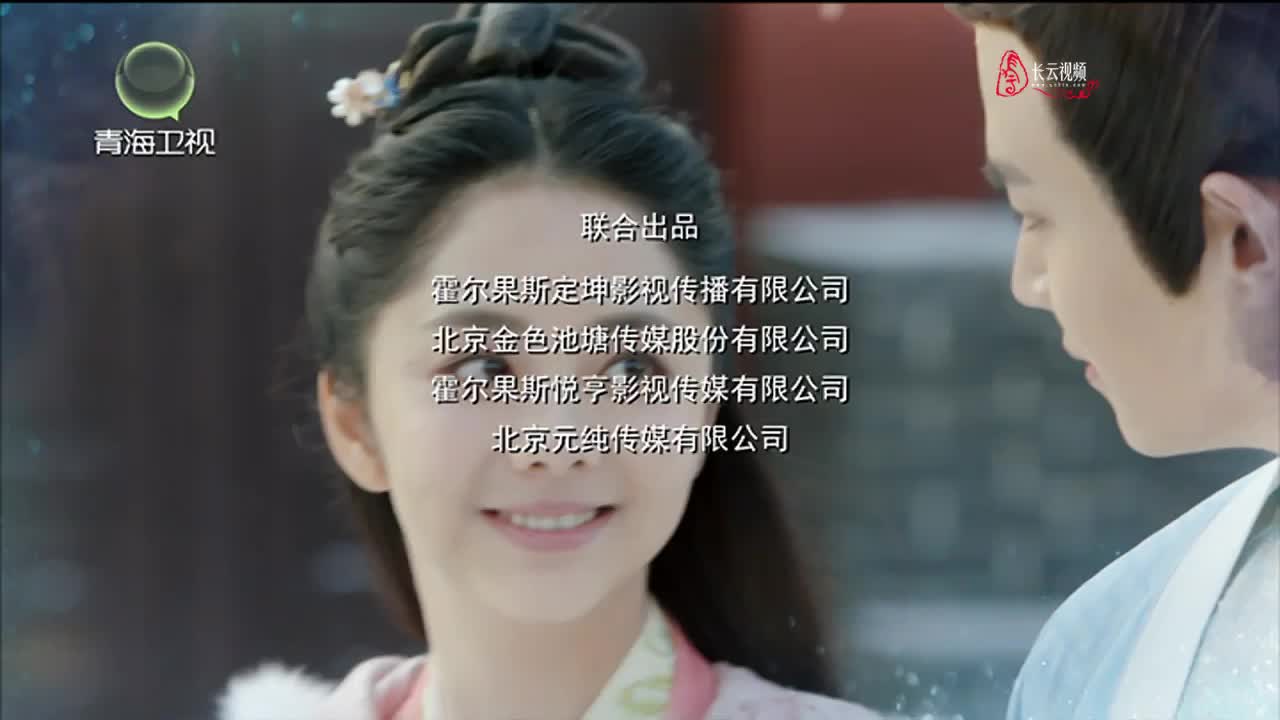 青海卫视
长云视频
联合出品
霍尔果斯定坤影视传播有限公司
北京金色池塘传媒股份有限公司
霍尔果斯悦亨影视传媒有限公司
北京元纯传媒有限公司